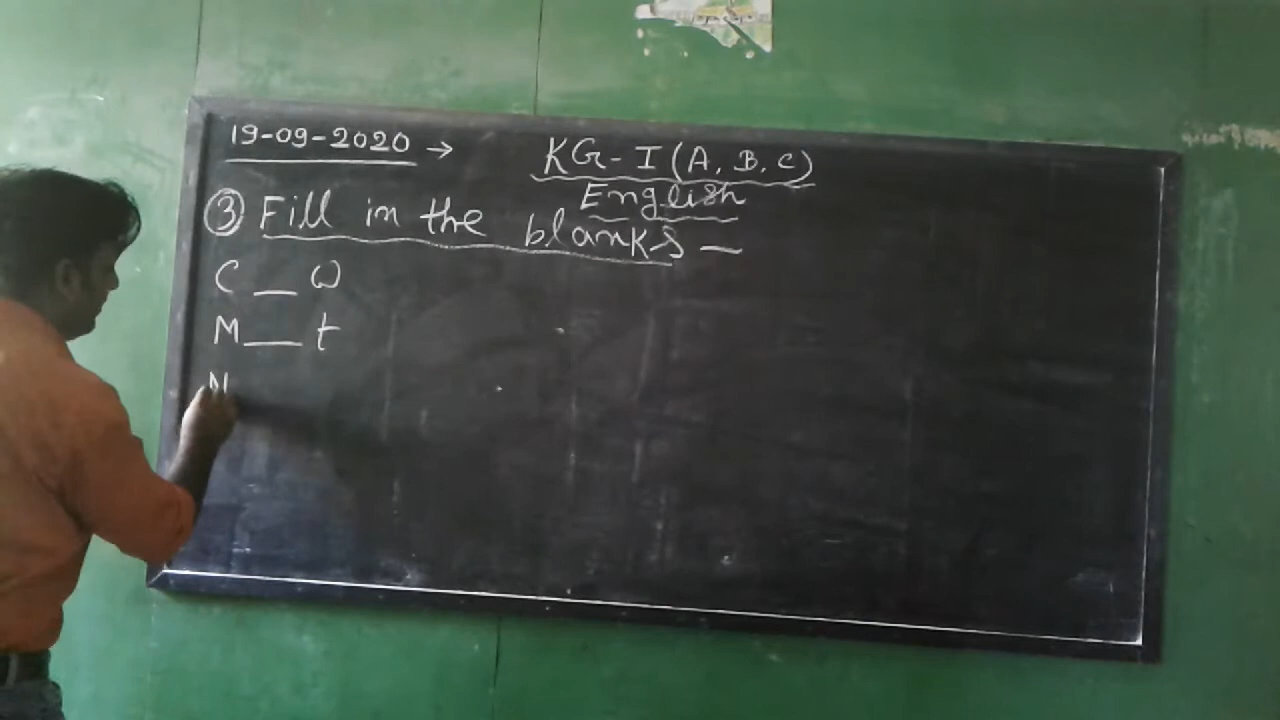 19-09-2020 → KG-I (A, B, C)
English
③ Fill in the blanks —
C __ W
M __ t
N